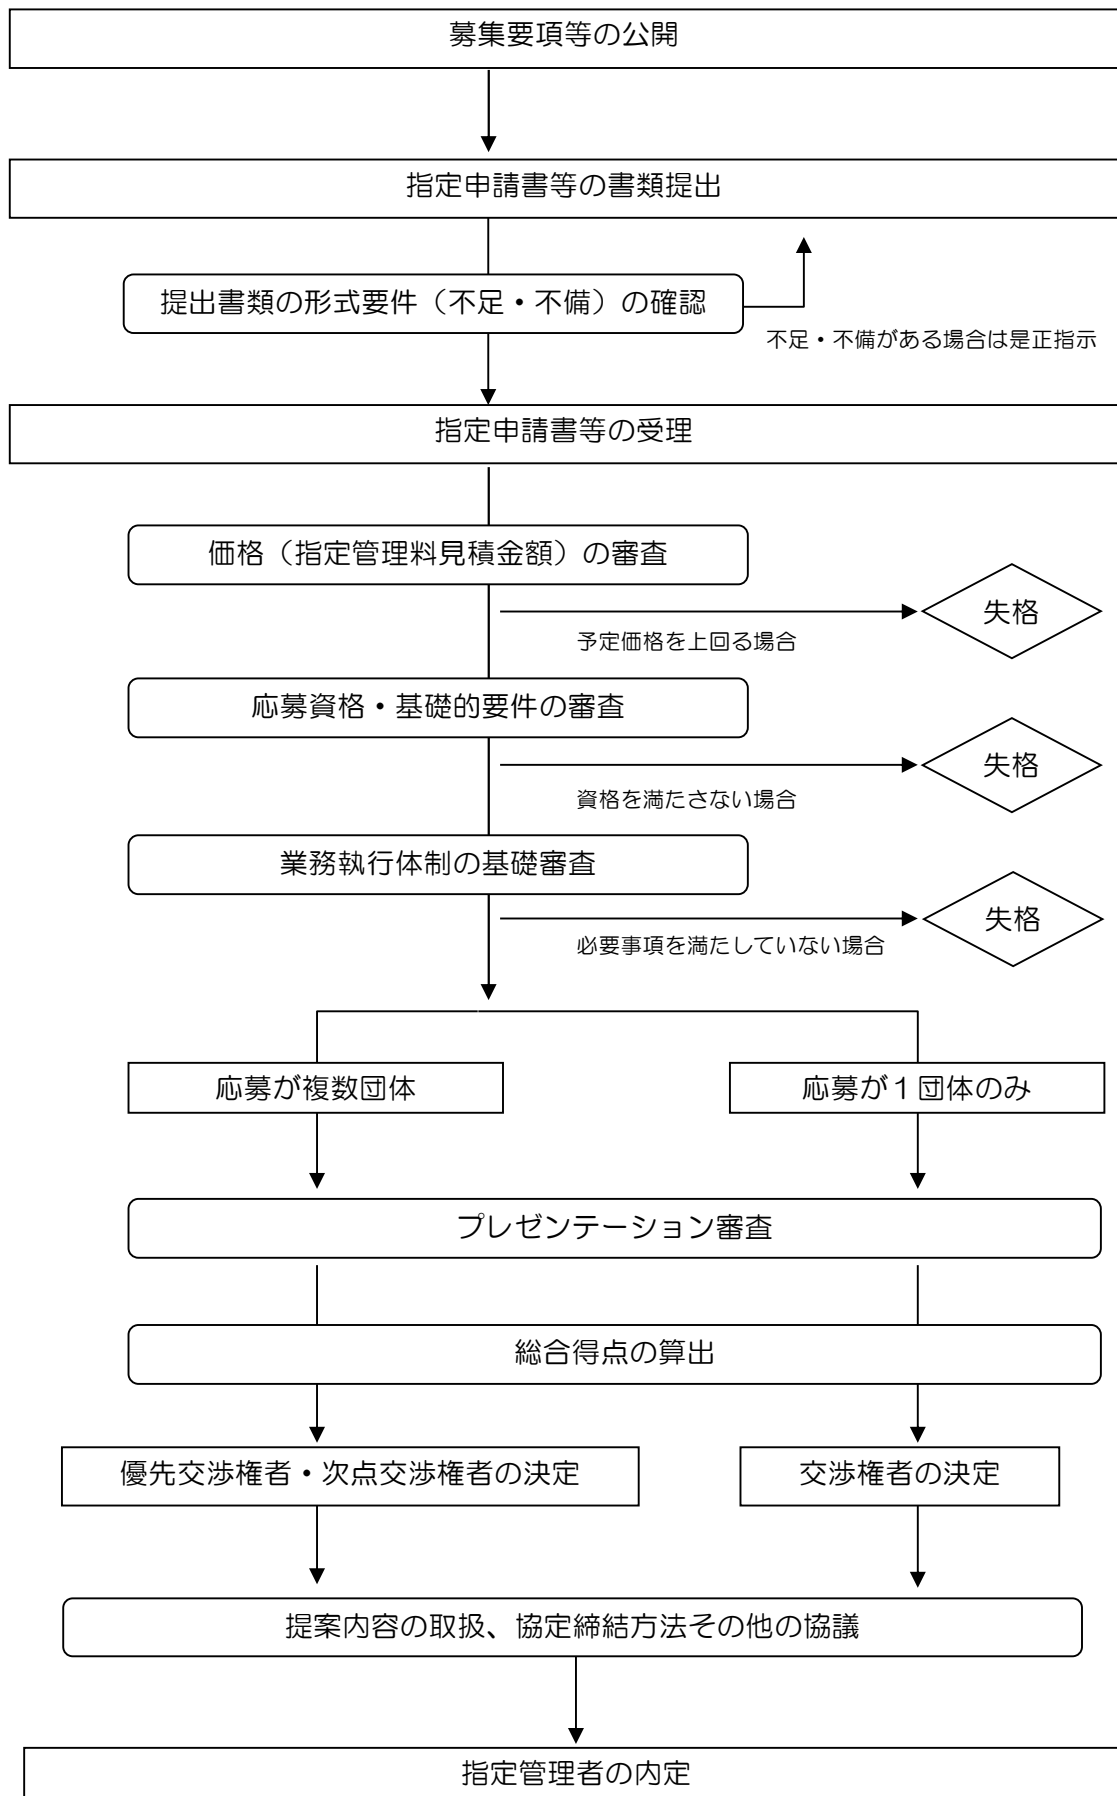 募集要項等の公開
指定申請書等の書類提出
提出書類の形式要件（不足・不備）の確認
不足・不備がある場合は是正指示
指定申請書等の受理
価格（指定管理料見積金額）の審査
失格
予定価格を上回る場合
応募資格・基礎的要件の審査
失格
資格を満たさない場合
業務執行体制の基礎審査
失格
必要事項を満たしていない場合
応募が複数団体
応募が１団体のみ
プレゼンテーション審査
総合得点の算出
優先交渉権者・次点交渉権者の決定
交渉権者の決定
提案内容の取扱、協定締結方法その他の協議
指定管理者の内定